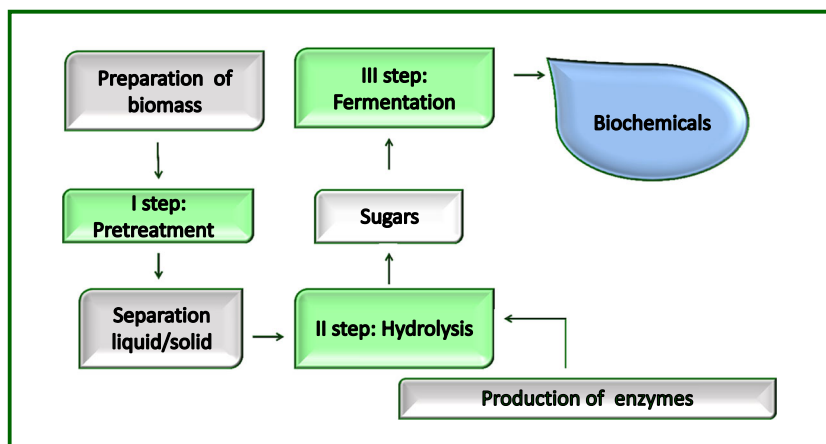 Preparation of
biomass
I step:
Pretreatment
Separation
liquid/solid
II step: Hydrolysis
Production of enzymes
Sugars
III step:
Fermentation
Biochemicals